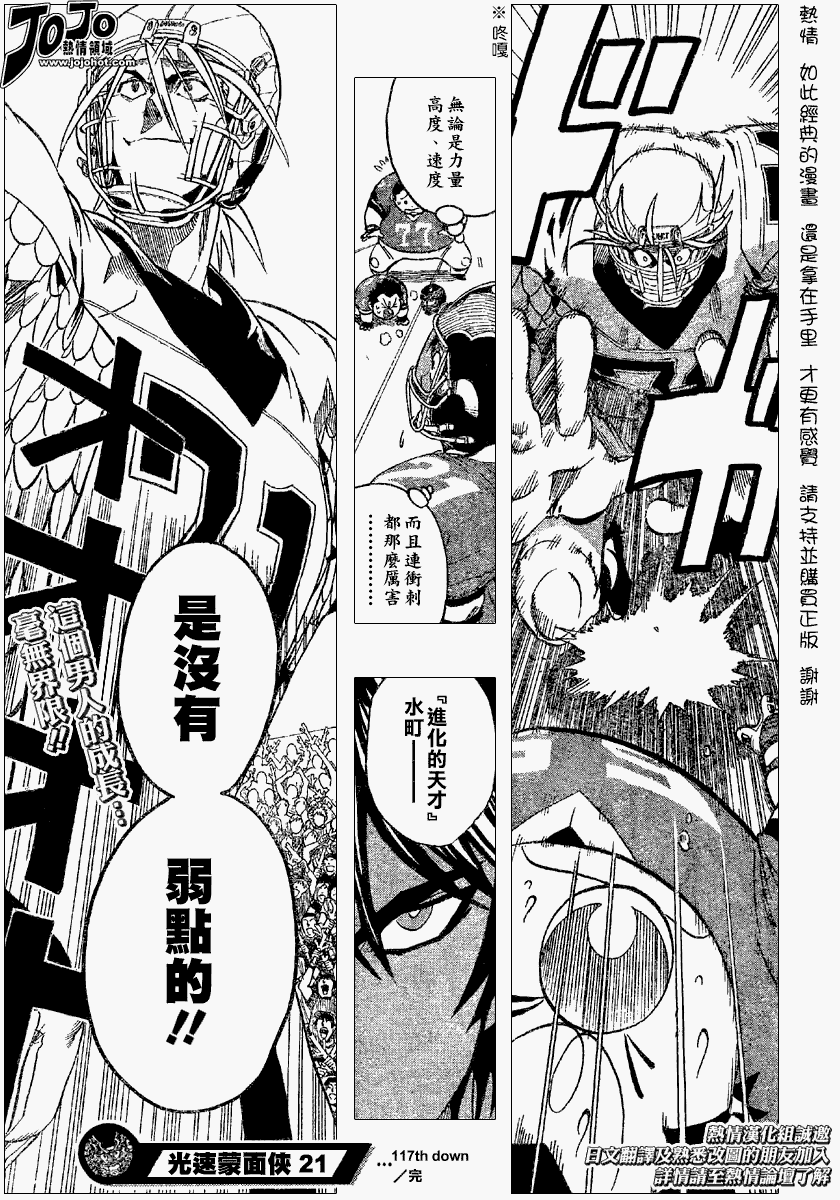 熱情 如此經典的漫畫 還是拿在手里 才更有感覺 請支持並購買正版 謝謝
※ 咚嘎
ドド
ガガ
無論是力量
高度、速度
77
而且連衝刺
都那麼厲害
………………
『進化的天才』
水町——
JOJO
熱情領域
www.jojohot.com
是沒有
弱點的!!
這個男人的成長…
毫無界限!!
光速蒙面俠 21
…117th down
／完
熱情漢化組誠邀
日文翻譯及熟悉改圖的朋友加入
詳情請至熱情論壇了解